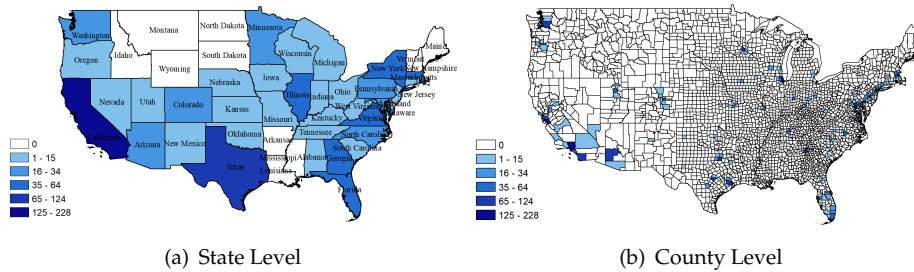 Washington
Montana
North Dakota
Minnesota
Oregon
Idaho
South Dakota
Wisconsin
Michigan
Wyoming
Nebraska
Iowa
Nevada
Utah
Colorado
Kansas
Missouri
Illinois
Indiana
Ohio
Pennsylvania
New York
Vermont
New Hampshire
Massachusetts
New Jersey
West Virginia
Virginia
Kentucky
Tennessee
North Carolina
South Carolina
California
Arizona
New Mexico
Oklahoma
Arkansas
Texas
Louisiana
Mississippi
Alabama
Georgia
Florida
0
1 - 15
16 - 34
35 - 64
65 - 124
125 - 228
0
1 - 15
16 - 34
35 - 64
65 - 124
125 - 228
(a) State Level
(b) County Level